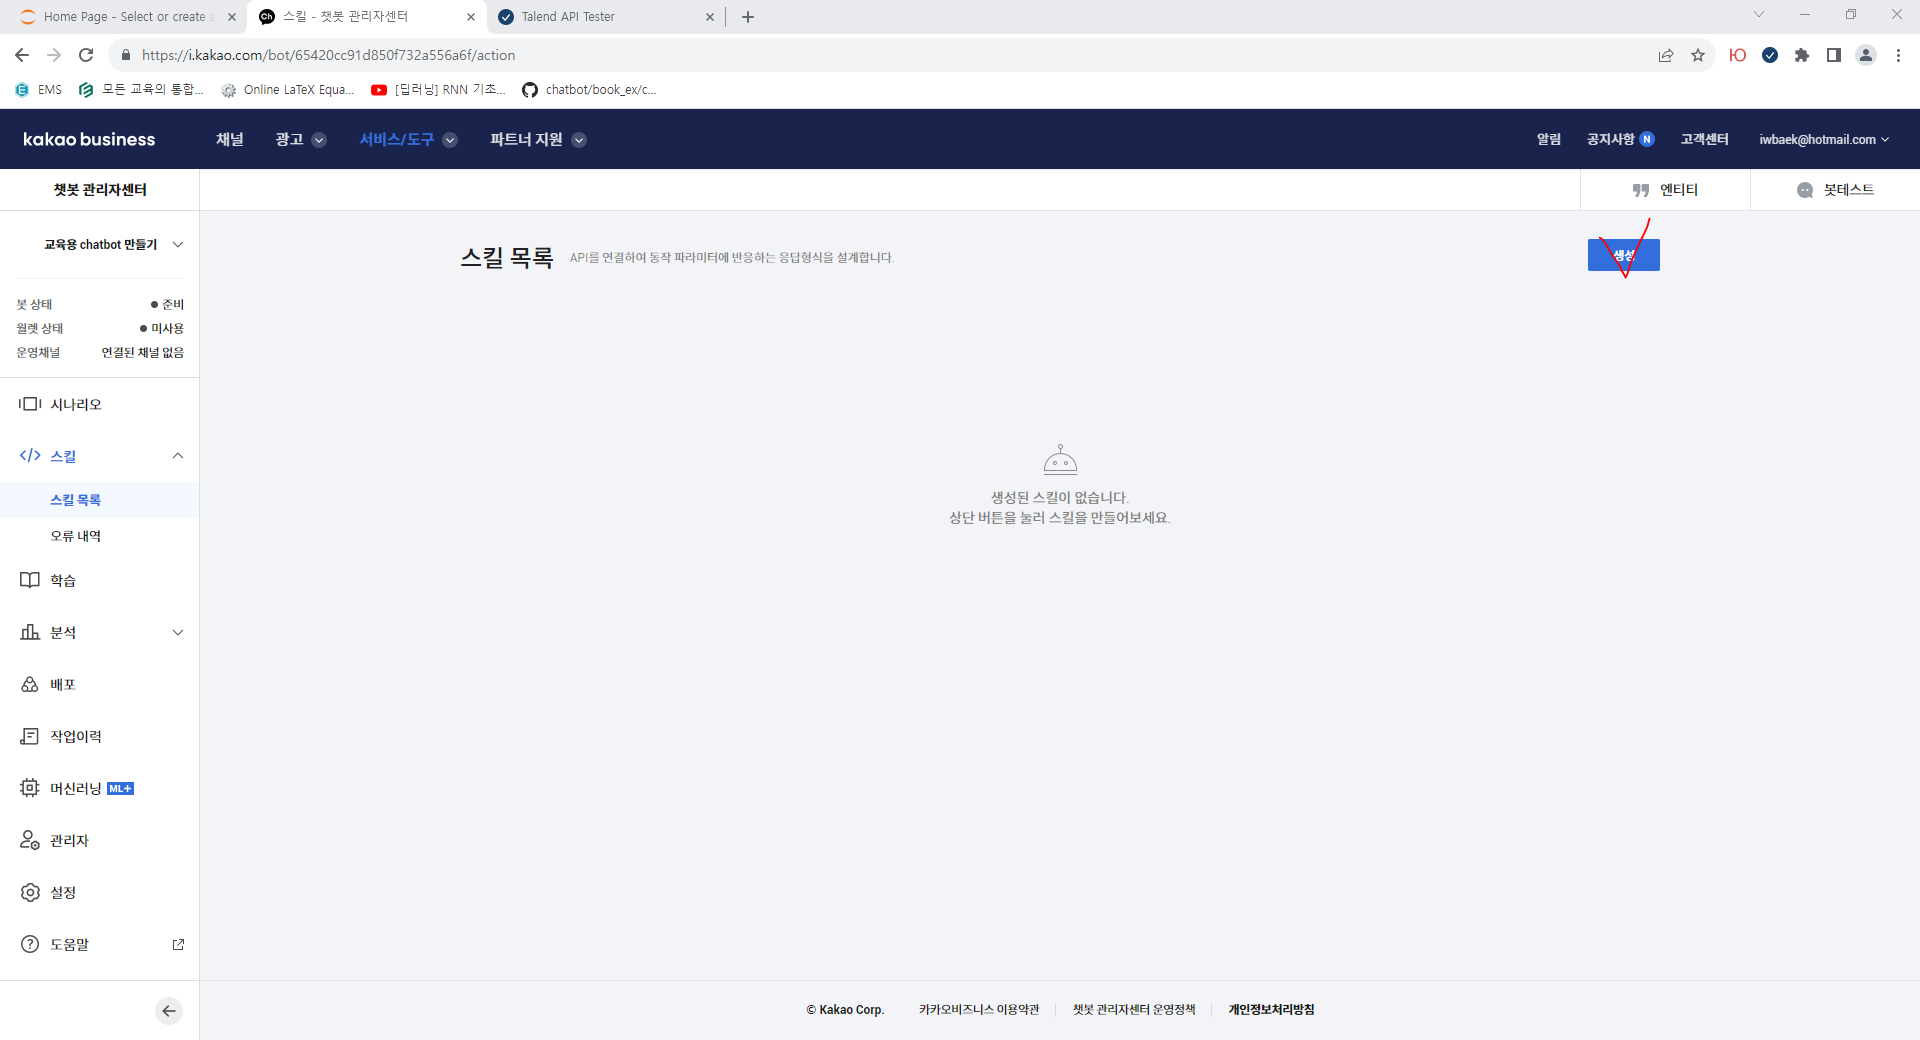 Home Page - Select or create a
스킬 - 챗봇 관리자센터
Talend API Tester
https://i.kakao.com/bot/65420cc91d850f732a556a6f/action
EMS
모든 교육의 통합...
Online LaTeX Equa...
[딥러닝] RNN 기초...
chatbot/book_ex/c...
kakao business
채널
광고
서비스/도구
파트너 지원
알림
공지사항 N
고객센터
iwbaek@hotmail.com
챗봇 관리자센터
엔티티
봇테스트
교육용 chatbot 만들기
스킬 목록
API를 연결하여 동작 파라미터에 반응하는 응답형식을 설계합니다.
생성
봇 상태
준비
월렛 상태
미사용
운영채널
연결된 채널 없음
시나리오
스킬
스킬 목록
오류 내역
학습
분석
배포
작업이력
머신러닝 ML+
관리자
설정
도움말
생성된 스킬이 없습니다.
상단 버튼을 눌러 스킬을 만들어보세요.
© Kakao Corp.
카카오비즈니스 이용약관
챗봇 관리자센터 운영정책
개인정보처리방침